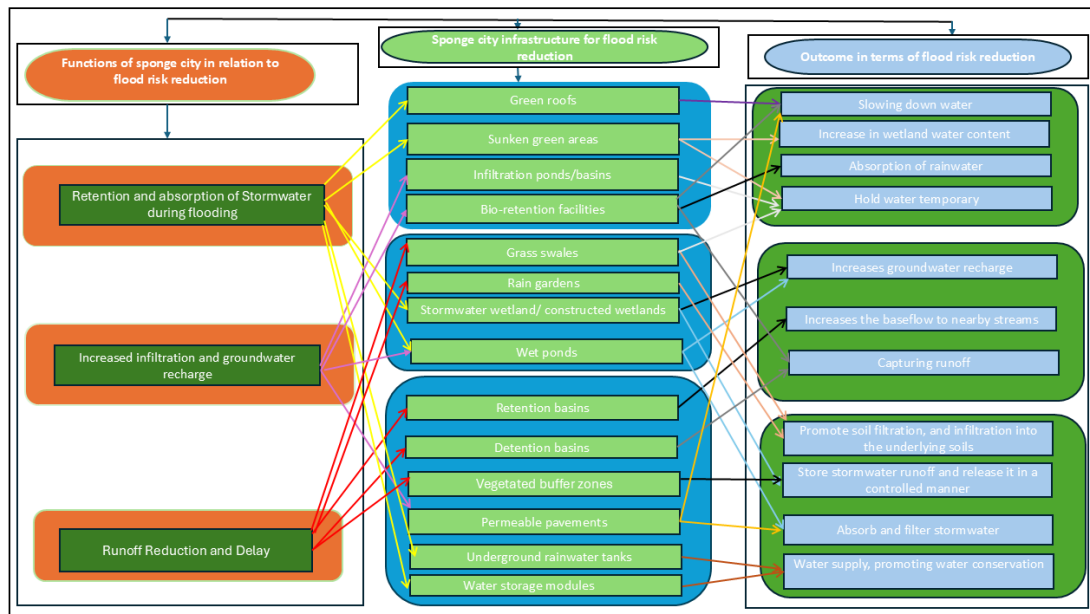 Functions of sponge city in relation to
flood risk reduction
Retention and absorption of Stormwater
during flooding
Increased infiltration and groundwater
recharge
Runoff Reduction and Delay
Sponge city infrastructure for flood risk
reduction
Green roofs
Sunken green areas
Infiltration ponds/basins
Bio-retention facilities
Grass swales
Rain gardens
Stormwater wetland/ constructed wetlands
Wet ponds
Retention basins
Detention basins
Vegetated buffer zones
Permeable pavements
Underground rainwater tanks
Water storage modules
Outcome in terms of flood risk reduction
Slowing down water
Increase in wetland water content
Absorption of rainwater
Hold water temporary
Increases groundwater recharge
Increases the baseflow to nearby streams
Capturing runoff
Promote soil filtration, and infiltration into
the underlying soils
Store stormwater runoff and release it in a
controlled manner
Absorb and filter stormwater
Water supply, promoting water conservation